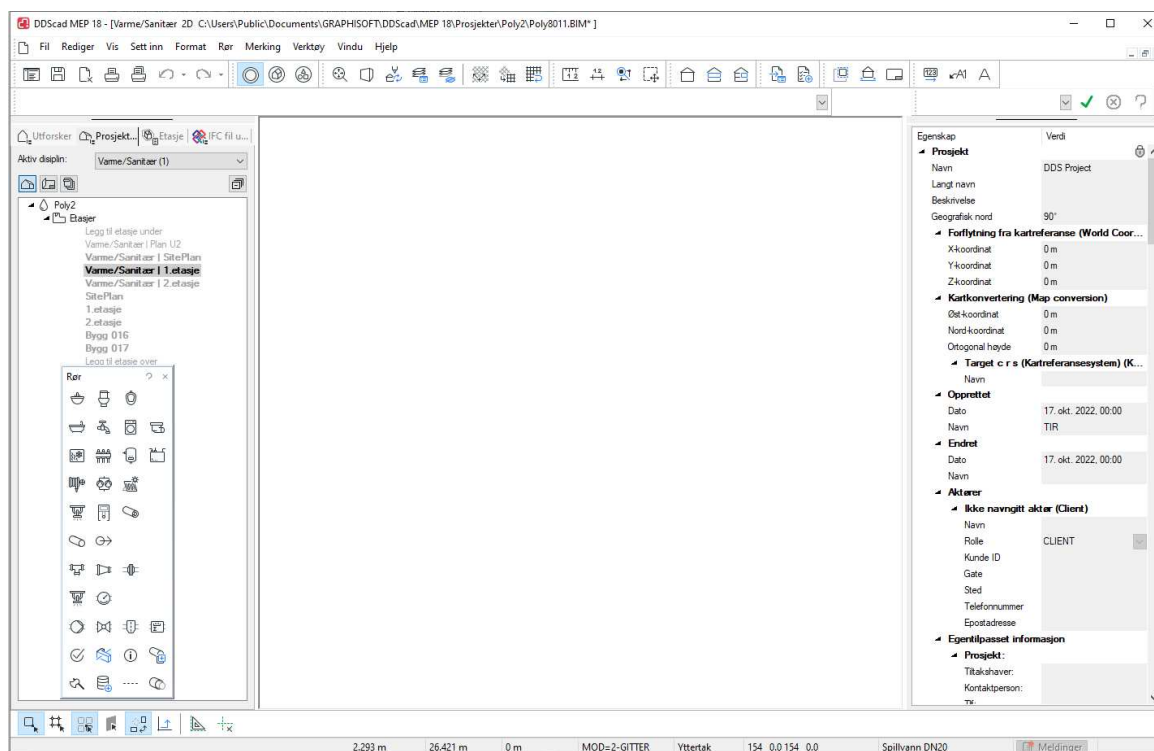 DDScad MEP 18 - [Varme/Sanitær 2D C:\Users\Public\Documents\GRAPHISOFT\DDScad\MEP 18\Prosjekter\Poly2\Poly8011.BIM* ]
Fil Rediger Vis Sett inn Format Rør Merking Verktøy Vindu Hjelp
Utforsker Prosjekt... Etasje IFC fil u...
Aktiv disiplin: Varme/Sanitær (1)
Poly2
Etasjer
Legg til etasje under
Varme/Sanitær | Plan U2
Varme/Sanitær | SitePlan
Varme/Sanitær | 1.etasje
Varme/Sanitær | 2.etasje
SitePlan
1.etasje
2.etasje
Bygg 016
Bygg 017
Legg til etasje over
Rør
Egenskap Verdi
Prosjekt
Navn DDS Project
Langt navn
Beskrivelse
Geografisk nord 90°
Forflytning fra kartreferanse (World Coor...
X-koordinat 0 m
Y-koordinat 0 m
Z-koordinat 0 m
Kartkonvertering (Map conversion)
Øst-koordinat 0 m
Nord-koordinat 0 m
Ortogonal høyde 0 m
Target c r s (Kartreferansesystem) (K...
Navn
Opprettet
Dato 17. okt. 2022, 00:00
Navn TIR
Endret
Dato 17. okt. 2022, 00:00
Navn
Aktører
Ikke navngitt aktør (Client)
Navn
Rolle CLIENT
Kunde ID
Gate
Sted
Telefonnummer
Epostadresse
Egentilpasset informasjon
Prosjekt:
Tiltakshaver:
Kontaktperson:
Tlf:
2.293 m 26.421 m 0 m MOD=2-GITTER Yttertak 154 0.0 154 0.0 Spillvann DN20 Meldinger